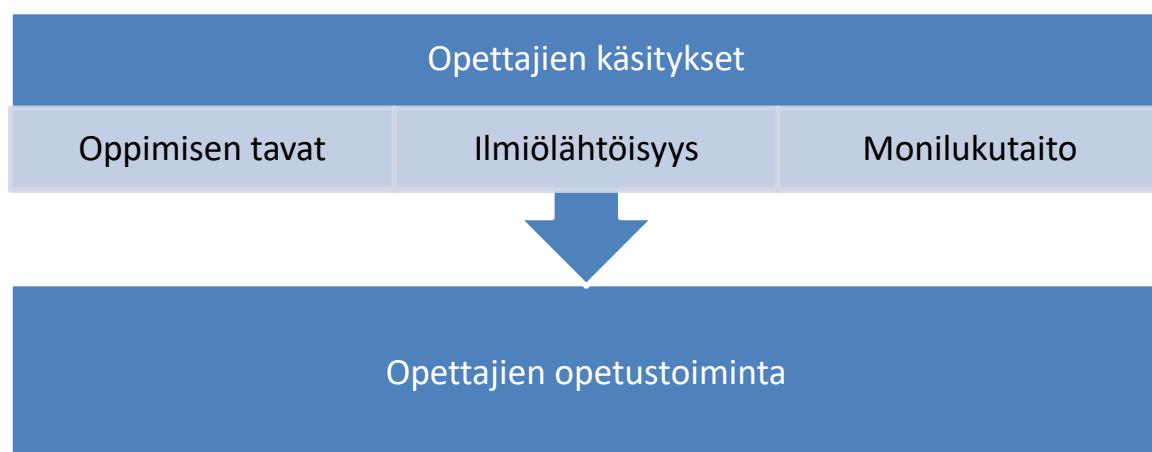 Opettajien käsitykset
Oppimisen tavat Ilmiölähtöisyys Monilukutaito
Opettajien opetustoiminta